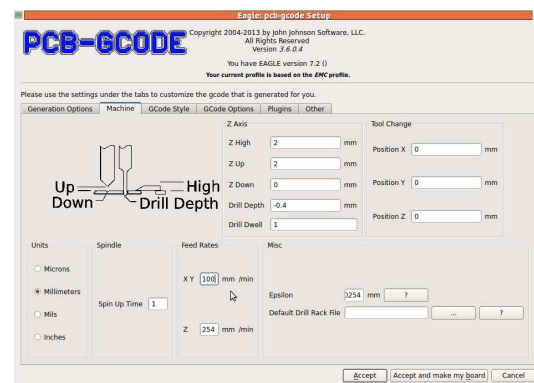 Eagle: pcb-gcode Setup
PCB-GCODE
Copyright 2004-2013 by John Johnson Software, LLC.
All Rights Reserved
Version 3.6.0.4
You have EAGLE version 7.2 ()
Your current profile is based on the EMC profile.
Please use the settings under the tabs to customize the gcode that is generated for you.
Generation Options Machine GCode Style GCode Options Plugins Other
Up
Down
High
Drill Depth
Z Axis
Z High 2 mm
Z Up 2 mm
Z Down 0 mm
Drill Depth -0.4 mm
Drill Dwell 1
Tool Change
Position X 0 mm
Position Y 0 mm
Position Z 0 mm
Units
Microns
Millimeters
Mils
Inches
Spindle
Spin Up Time 1
Feed Rates
X Y 100 mm /min
Z 254 mm /min
Misc
Epsilon 0254 mm ?
Default Drill Rack File ... ?
Accept Accept and make my board Cancel